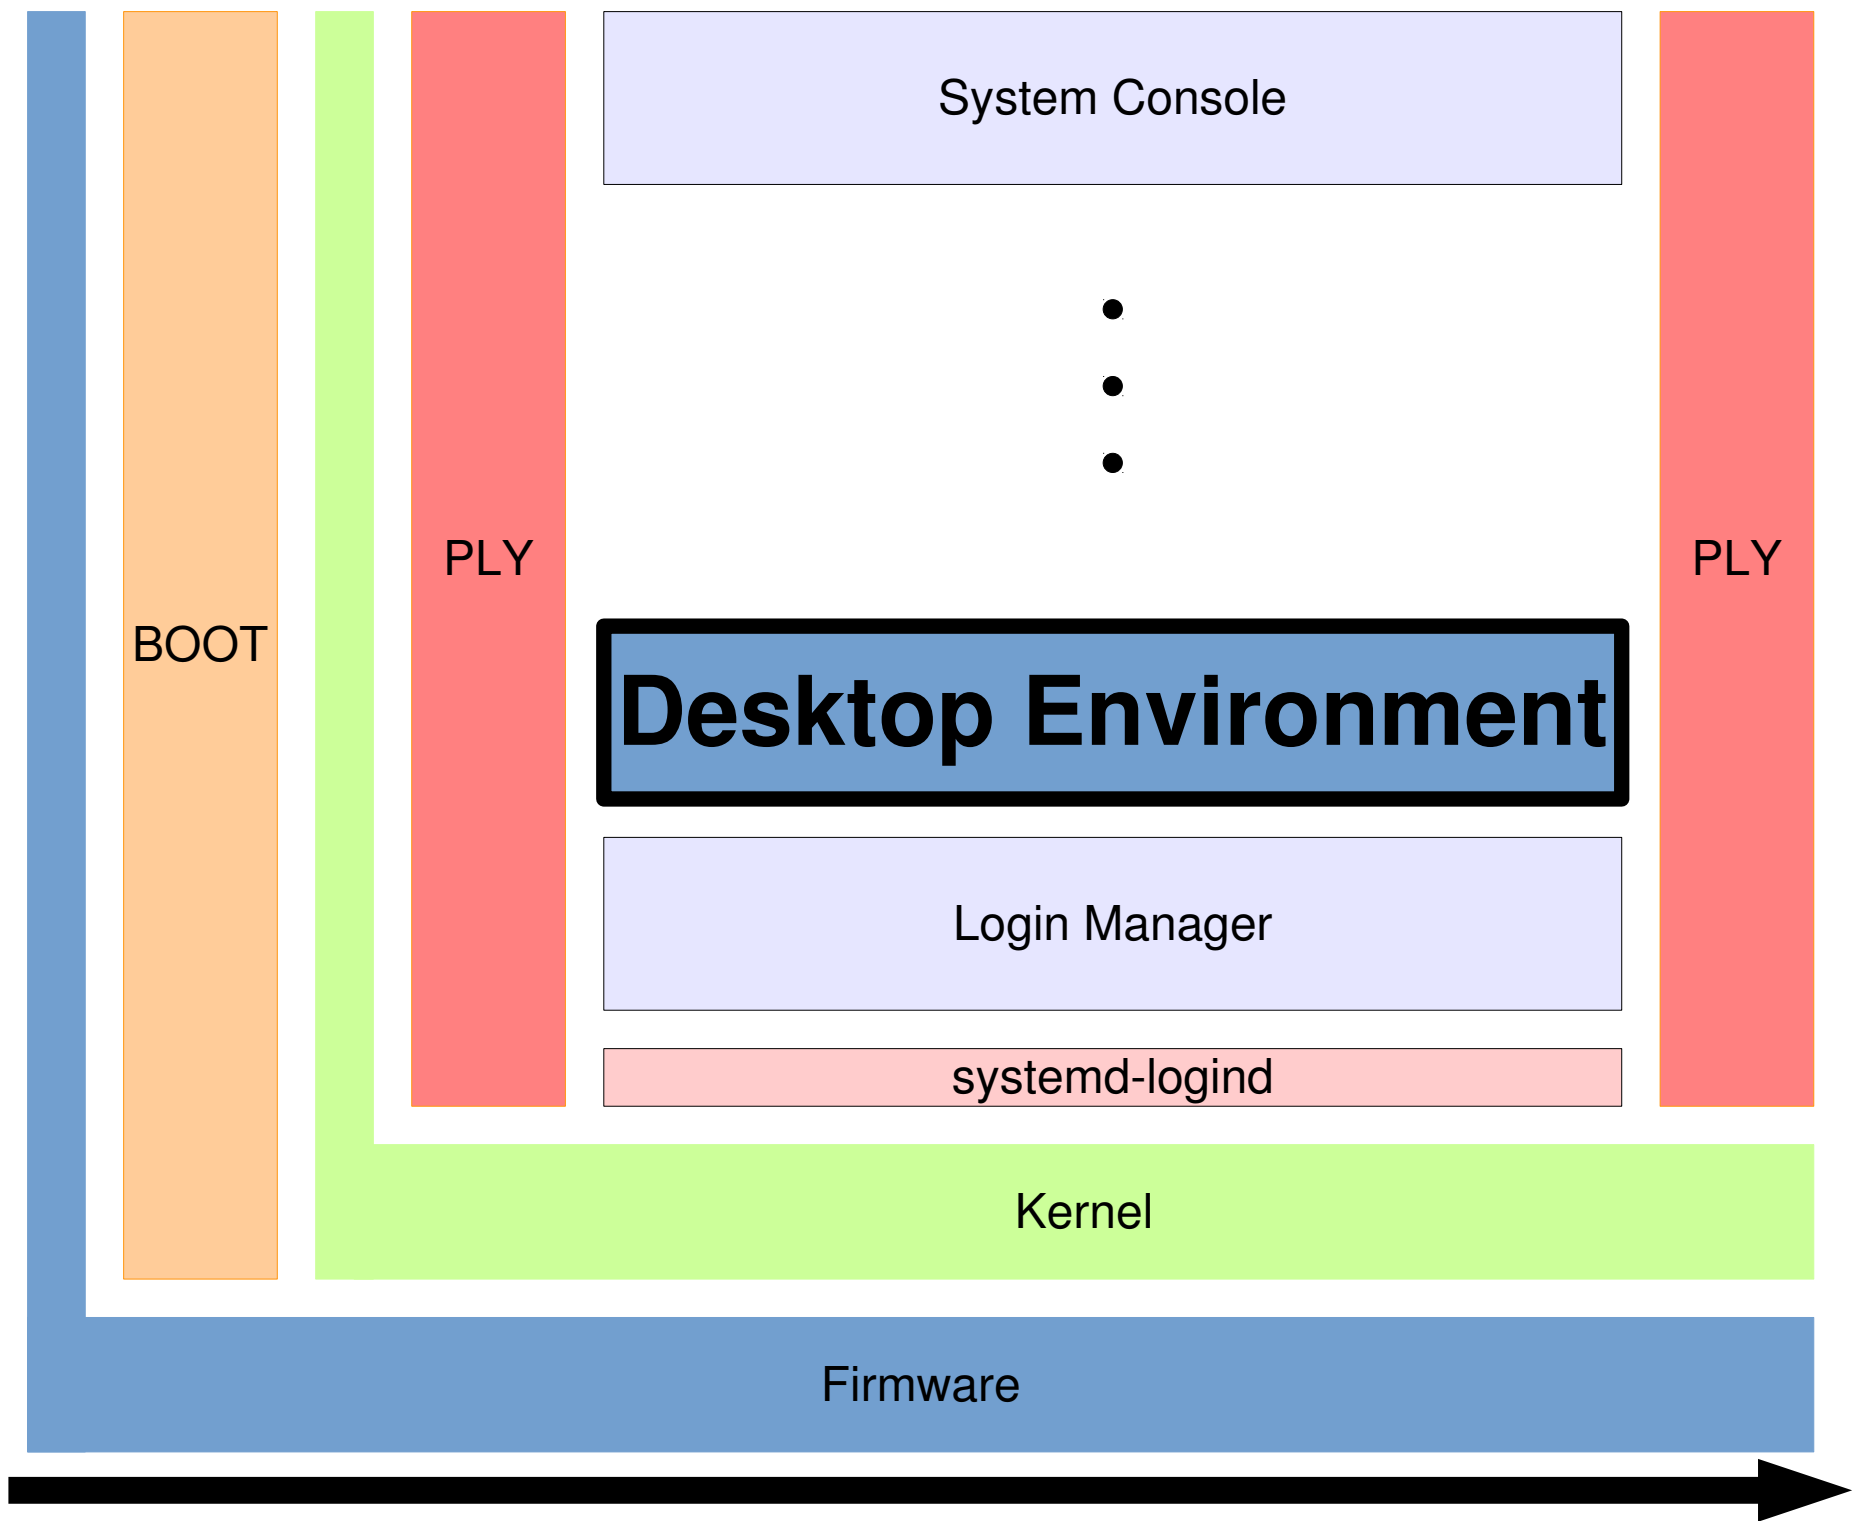 System Console
PLY
PLY
BOOT
Desktop Environment
Login Manager
systemd-logind
Kernel
Firmware